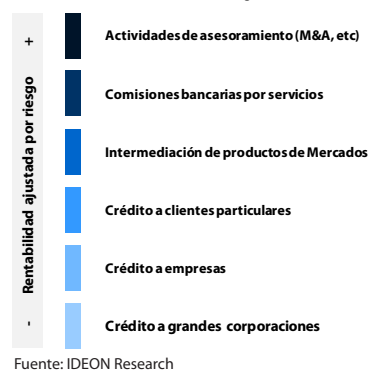 +
Actividades de asesoramiento (M&A, etc)
Comisiones bancarias por servicios
Intermediación de productos de Mercados
Rentabilidad ajustada por riesgo
Crédito a clientes particulares
Crédito a empresas
-
Crédito a grandes corporaciones
Fuente: IDEON Research